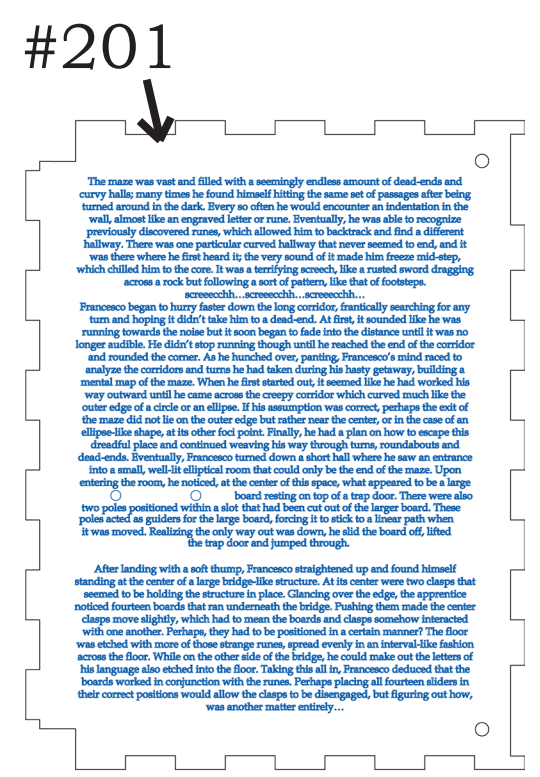 #201
The maze was vast and filled with a seemingly endless amount of dead-ends and
curvy halls; many times he found himself hitting the same set of passages after being
turned around in the dark. Every so often he would encounter an indentation in the
wall, almost like an engraved letter or rune. Eventually, he was able to recognize
previously discovered runes, which allowed him to backtrack and find a different
hallway. There was one particular curved hallway that never seemed to end, and it
was there where he first heard it; the very sound of it made him freeze mid-step,
which chilled him to the core. It was a terrifying screech, like a rusted sword dragging
across a rock but following a sort of pattern, like that of footsteps.
screeecchh…screeecchh…screeecchh…
Francesco began to hurry faster down the long corridor, frantically searching for any
turn and hoping it didn't take him to a dead-end. At first, it sounded like he was
running towards the noise but it soon began to fade into the distance until it was no
longer audible. He didn't stop running though until he reached the end of the corridor
and rounded the corner. As he hunched over, panting, Francesco's mind raced to
analyze the corridors and turns he had taken during his hasty getaway, building a
mental map of the maze. When he first started out, it seemed like he had worked his
way outward until he came across the creepy corridor which curved much like the
outer edge of a circle or an ellipse. If his assumption was correct, perhaps the exit of
the maze did not lie on the outer edge but rather near the center, or in the case of an
ellipse-like shape, at its other foci point. Finally, he had a plan on how to escape this
dreadful place and continued weaving his way through turns, roundabouts and
dead-ends. Eventually, Francesco turned down a short hall where he saw an entrance
into a small, well-lit elliptical room that could only be the end of the maze. Upon
entering the room, he noticed, at the center of this space, what appeared to be a large
board resting on top of a trap door. There were also
two poles positioned within a slot that had been cut out of the larger board. These
poles acted as guiders for the large board, forcing it to stick to a linear path when
it was moved. Realizing the only way out was down, he slid the board off, lifted
the trap door and jumped through.
After landing with a soft thump, Francesco straightened up and found himself
standing at the center of a large bridge-like structure. At its center were two clasps that
seemed to be holding the structure in place. Glancing over the edge, the apprentice
noticed fourteen boards that ran underneath the bridge. Pushing them made the center
clasps move slightly, which had to mean the boards and clasps somehow interacted
with one another. Perhaps, they had to be positioned in a certain manner? The floor
was etched with more of those strange runes, spread evenly in an interval-like fashion
across the floor. While on the other side of the bridge, he could make out the letters of
his language also etched into the floor. Taking this all in, Francesco deduced that the
boards worked in conjunction with the runes. Perhaps placing all fourteen sliders in
their correct positions would allow the clasps to be disengaged, but figuring out how,
was another matter entirely…